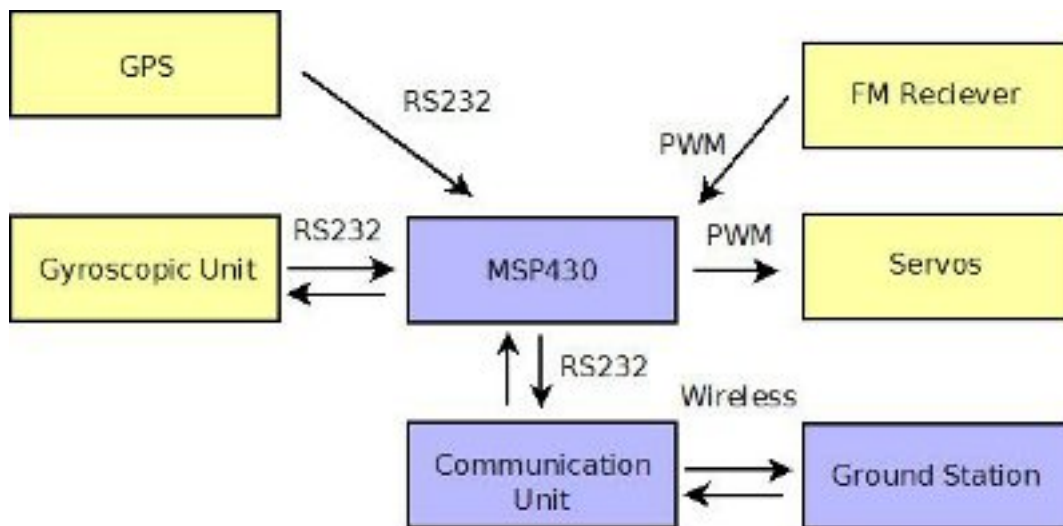 GPS
RS232
FM Reciever
PWM
Gyroscopic Unit
RS232
MSP430
PWM
Servos
RS232
Wireless
Communication
Unit
Ground Station